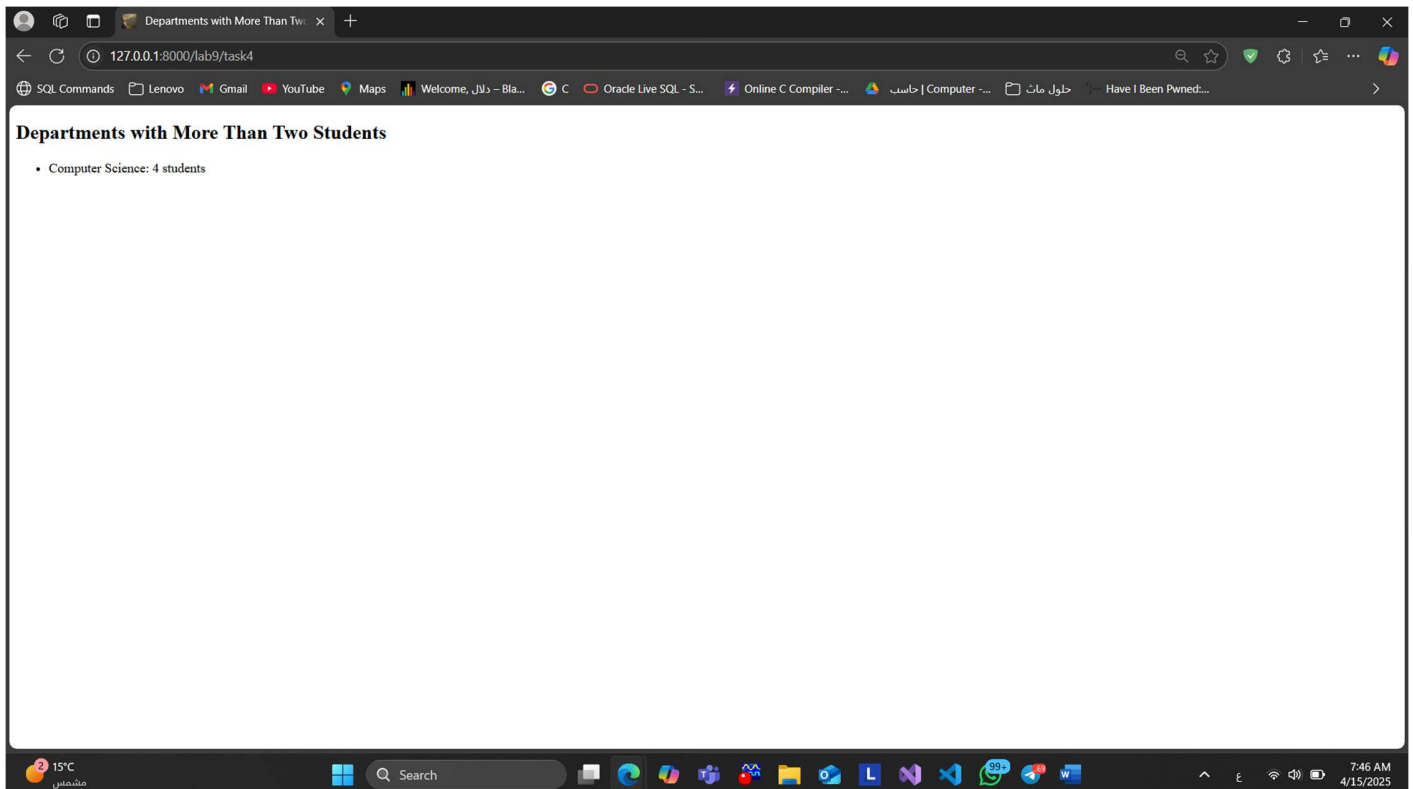 Departments with More Than Two
127.0.0.1:8000/lab9/task4
SQL Commands Lenovo Gmail YouTube Maps Welcome, دلال – Bla... C Oracle Live SQL - S... Online C Compiler -... حاسب | Computer -... حلول ماث Have I Been Pwned:...
Departments with More Than Two Students
• Computer Science: 4 students
2 15°C
مشمس
Search
L
99+
69
W
ع
7:46 AM
4/15/2025